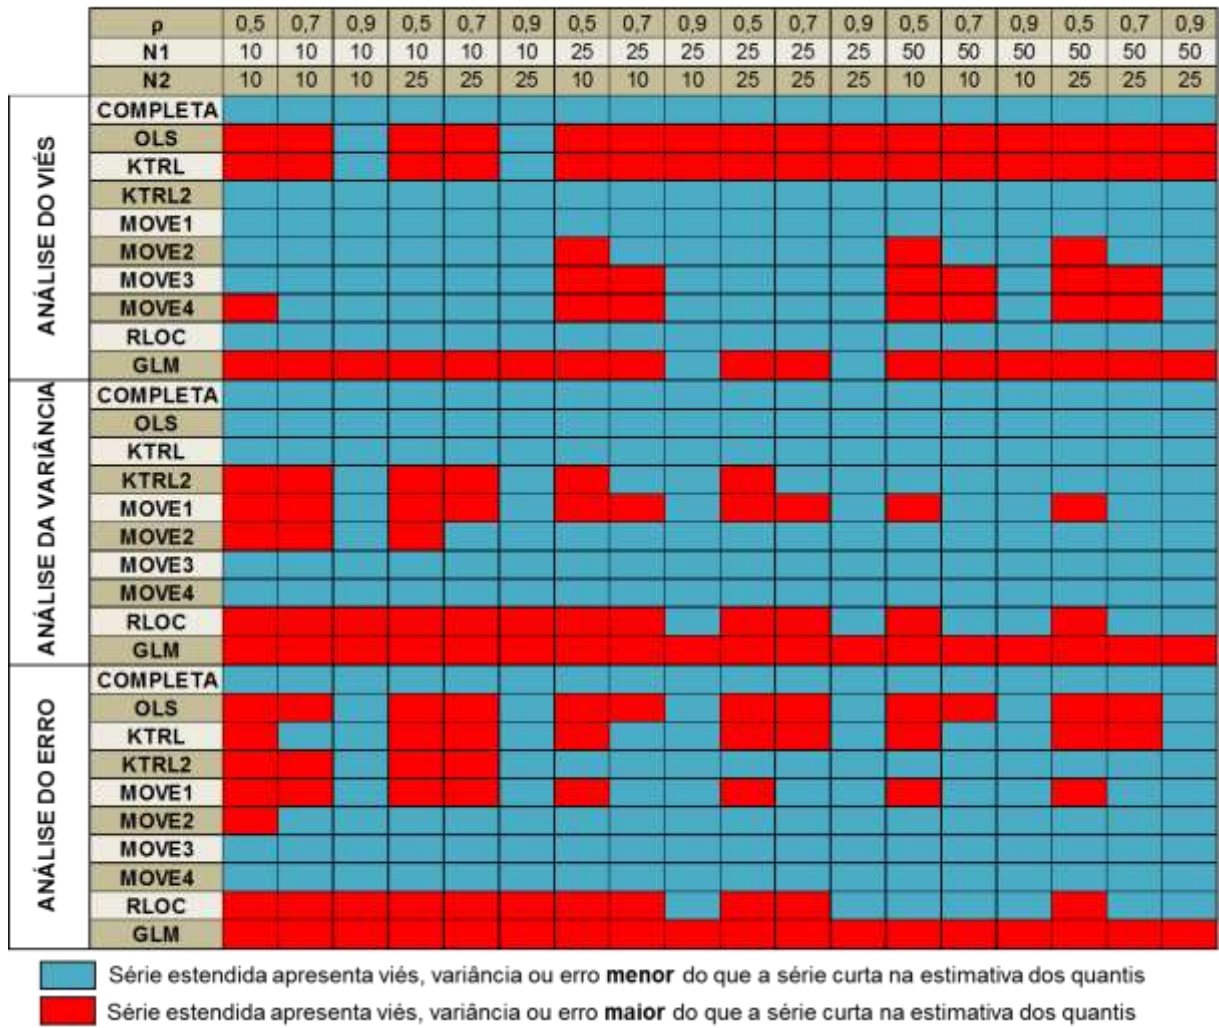 ρ 0,5 0,7 0,9 0,5 0,7 0,9 0,5 0,7 0,9 0,5 0,7 0,9 0,5 0,7 0,9 0,5 0,7 0,9
N1 10 10 10 10 10 10 25 25 25 25 25 25 50 50 50 50 50 50
N2 10 10 10 25 25 25 10 10 10 25 25 25 10 10 10 25 25 25
ANÁLISE DO VIÉS
COMPLETA
OLS
KTRL
KTRL2
MOVE1
MOVE2
MOVE3
MOVE4
RLOC
GLM
ANÁLISE DA VARIÂNCIA
COMPLETA
OLS
KTRL
KTRL2
MOVE1
MOVE2
MOVE3
MOVE4
RLOC
GLM
ANÁLISE DO ERRO
COMPLETA
OLS
KTRL
KTRL2
MOVE1
MOVE2
MOVE3
MOVE4
RLOC
GLM
Série estendida apresenta viés, variância ou erro menor do que a série curta na estimativa dos quantis
Série estendida apresenta viés, variância ou erro maior do que a série curta na estimativa dos quantis